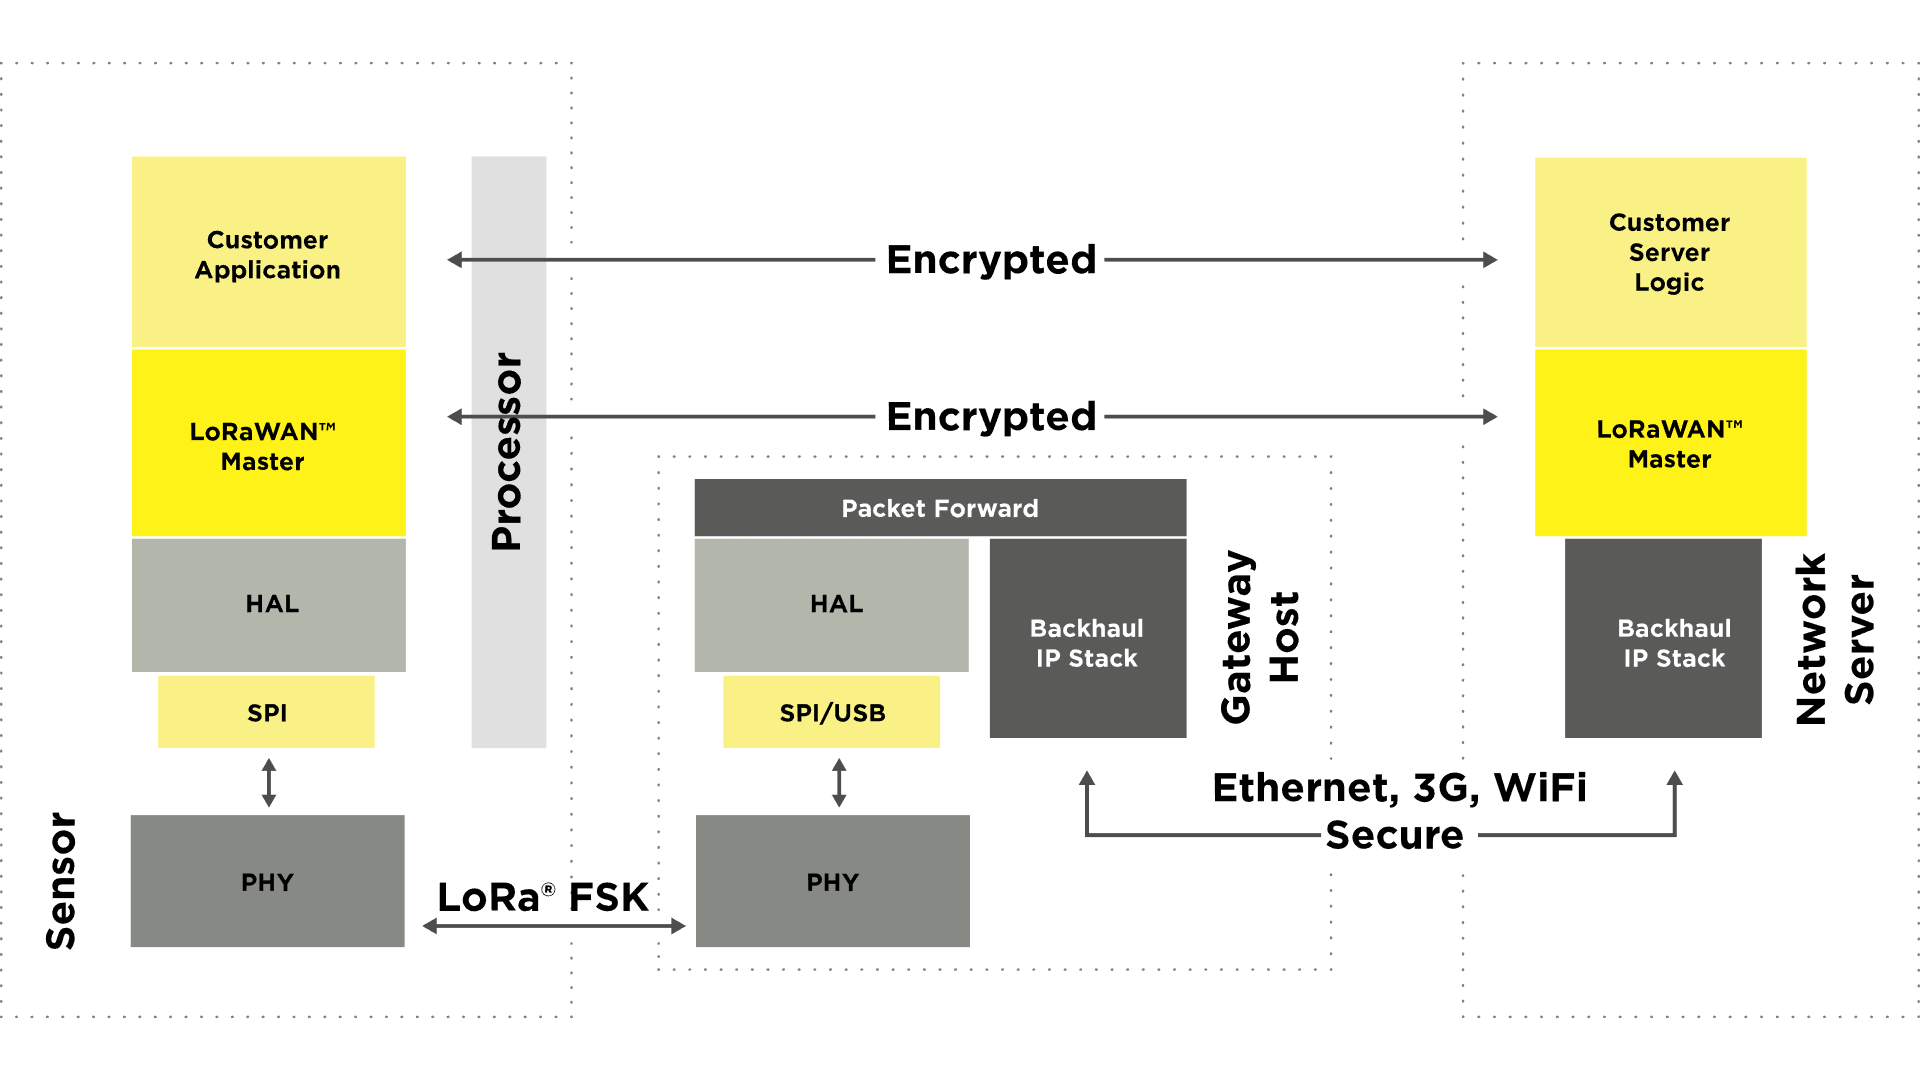 Customer
Application
LoRaWAN™
Master
HAL
SPI
PHY
Sensor
Processor
Encrypted
Encrypted
LoRa® FSK
Packet Forward
HAL
SPI/USB
PHY
Backhaul
IP Stack
Gateway
Host
Ethernet, 3G, WiFi
Secure
Customer
Server
Logic
LoRaWAN™
Master
Backhaul
IP Stack
Network
Server